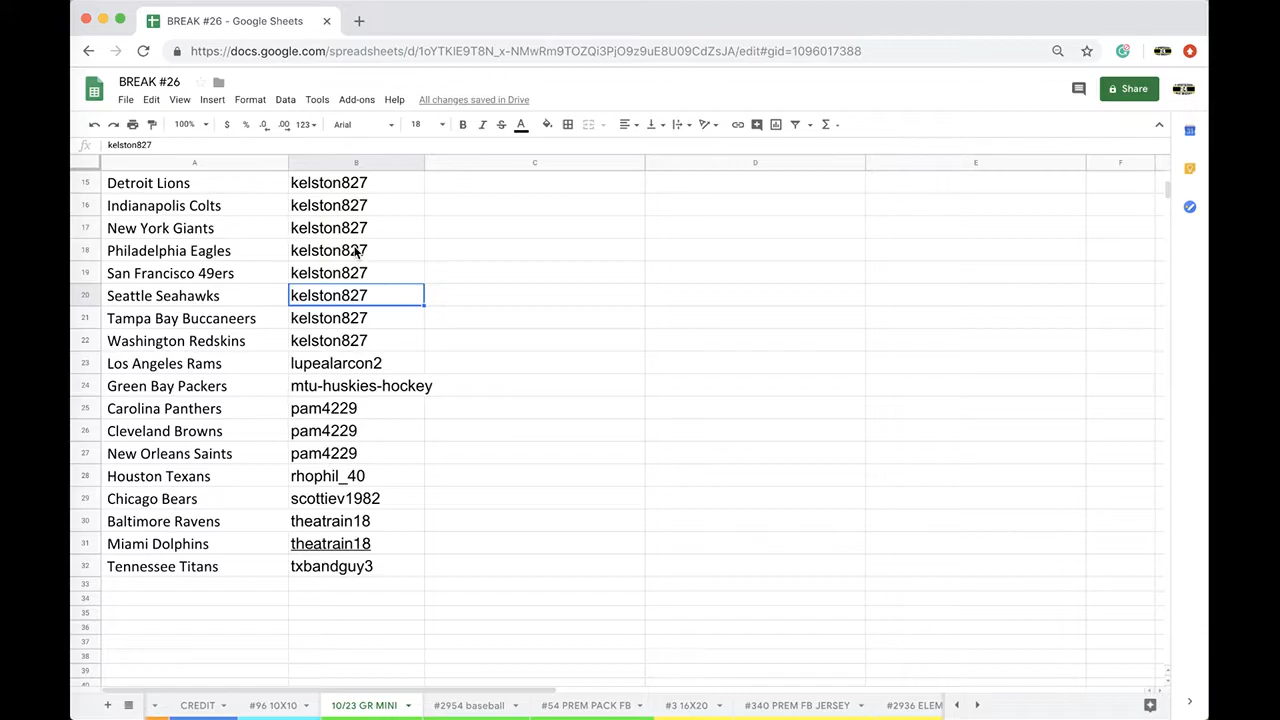 BREAK #26 - Google Sheets
https://docs.google.com/spreadsheets/d/1oYTKIE9T8N_x-NMwRm9TOZQi3PjO9z9uE8U09CdZsJA/edit#gid=1096017388
BREAK #26
File Edit View Insert Format Data Tools Add-ons Help All changes saved in Drive
Share
100% $ % .0 .00 123 Arial 18 B I S A
fx kelston827
A B C D E F
15 Detroit Lions kelston827
16 Indianapolis Colts kelston827
17 New York Giants kelston827
18 Philadelphia Eagles kelston827
19 San Francisco 49ers kelston827
20 Seattle Seahawks kelston827
21 Tampa Bay Buccaneers kelston827
22 Washington Redskins kelston827
23 Los Angeles Rams lupealarcon2
24 Green Bay Packers mtu-huskies-hockey
25 Carolina Panthers pam4229
26 Cleveland Browns pam4229
27 New Orleans Saints pam4229
28 Houston Texans rhophil_40
29 Chicago Bears scottiev1982
30 Baltimore Ravens theatrain18
31 Miami Dolphins theatrain18
32 Tennessee Titans txbandguy3
33
34
35
36
37
38
39
40
CREDIT #96 10X10 10/23 GR MINI #2954 baseball #54 PREM PACK FB #3 16X20 #340 PREM FB JERSEY #2936 ELEM